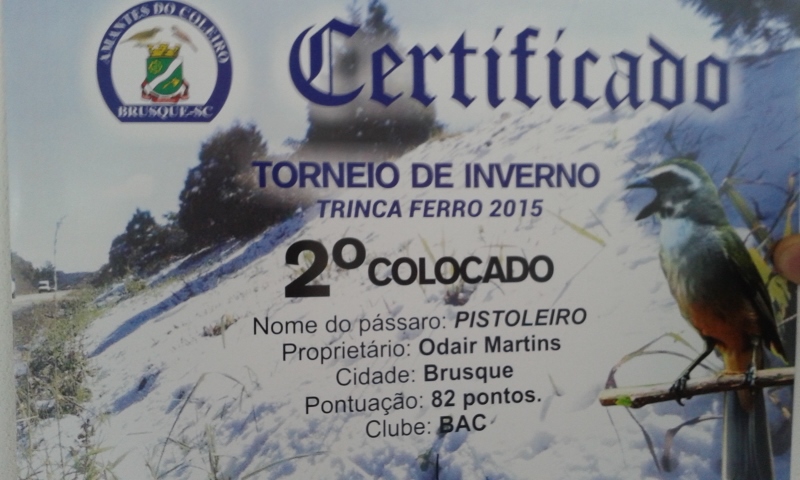 AMANTES DO COLEIRO
BRUSQUE-SC
Certificado
TORNEIO DE INVERNO
TRINCA FERRO 2015
2º COLOCADO
Nome do pássaro: PISTOLEIRO
Proprietário: Odair Martins
Cidade: Brusque
Pontuação: 82 pontos.
Clube: BAC